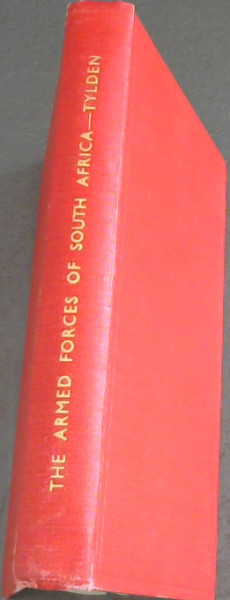 THE ARMED FORCES OF SOUTH AFRICA—TYLDEN